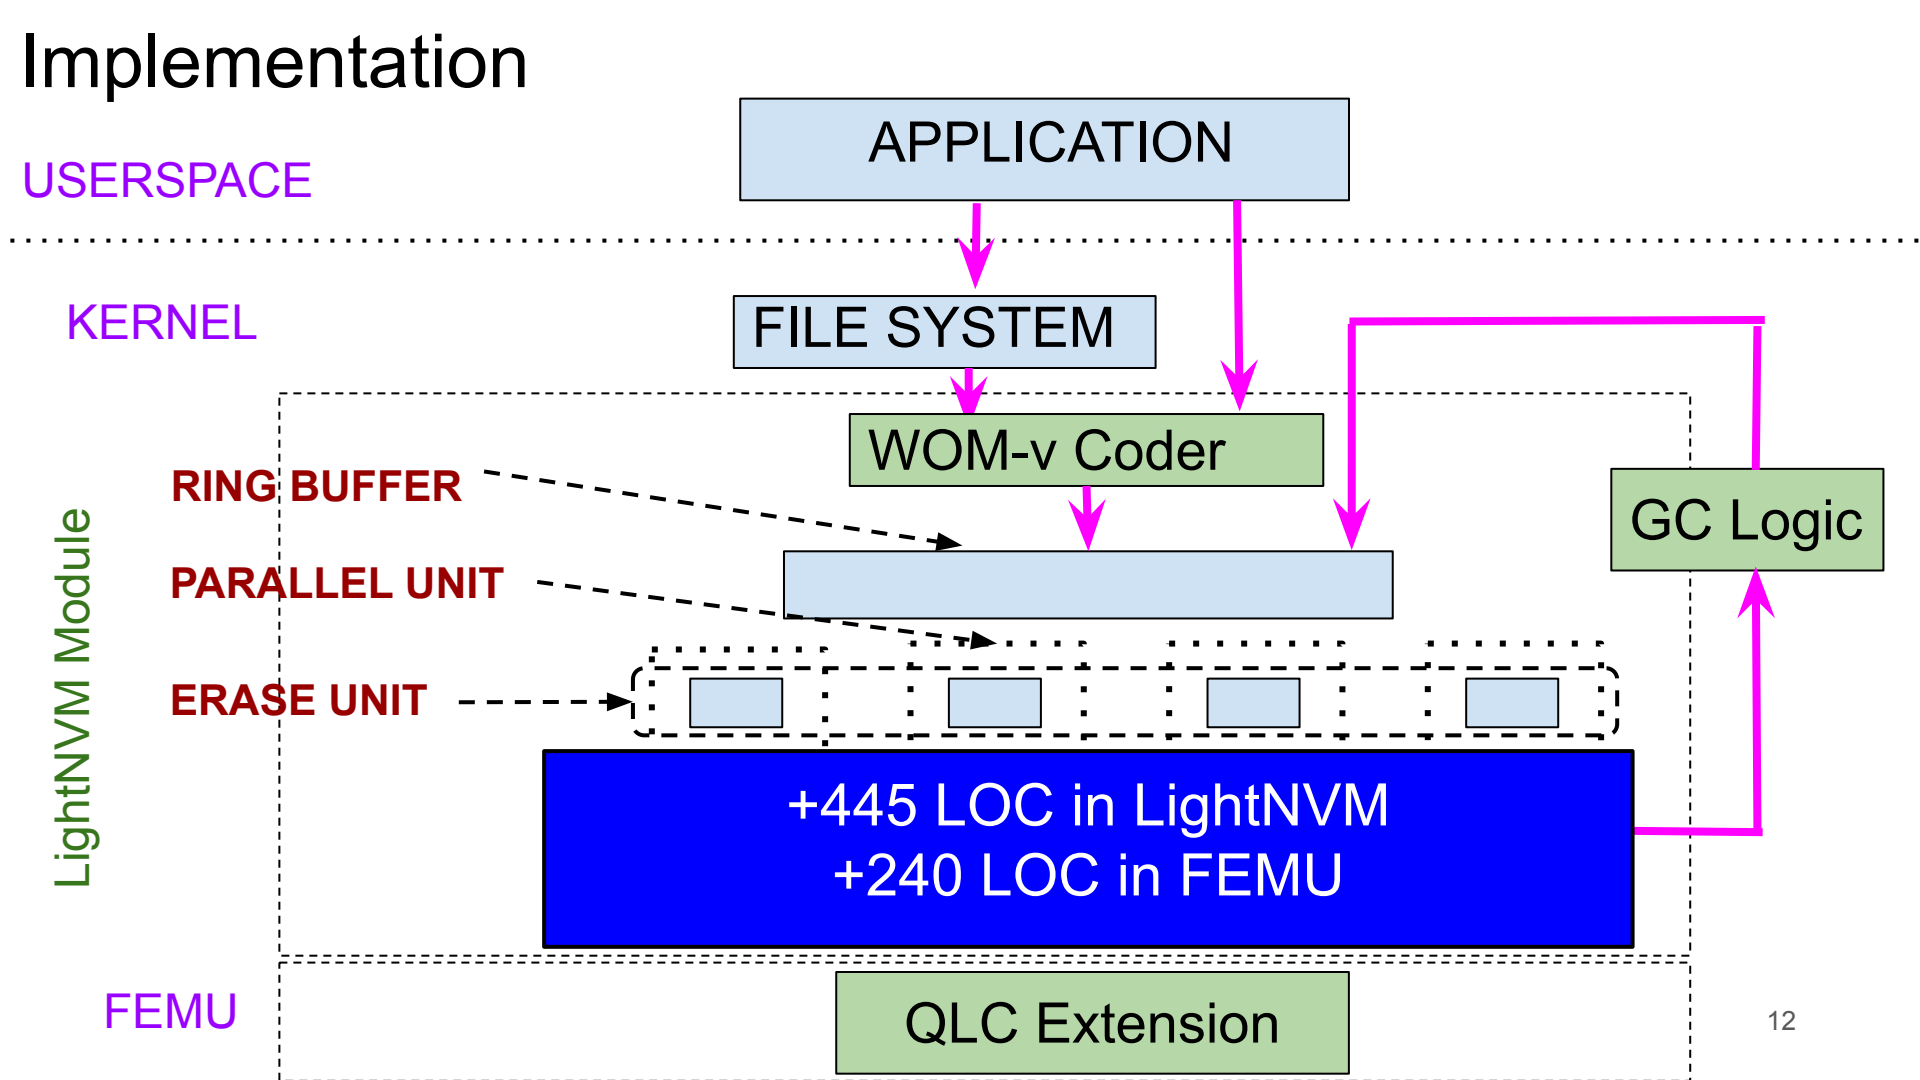 Implementation
APPLICATION
USERSPACE
KERNEL
FILE SYSTEM
WOM-v Coder
RING BUFFER
GC Logic
PARALLEL UNIT
LightNVM Module
ERASE UNIT
+445 LOC in LightNVM
+240 LOC in FEMU
FEMU
QLC Extension
12